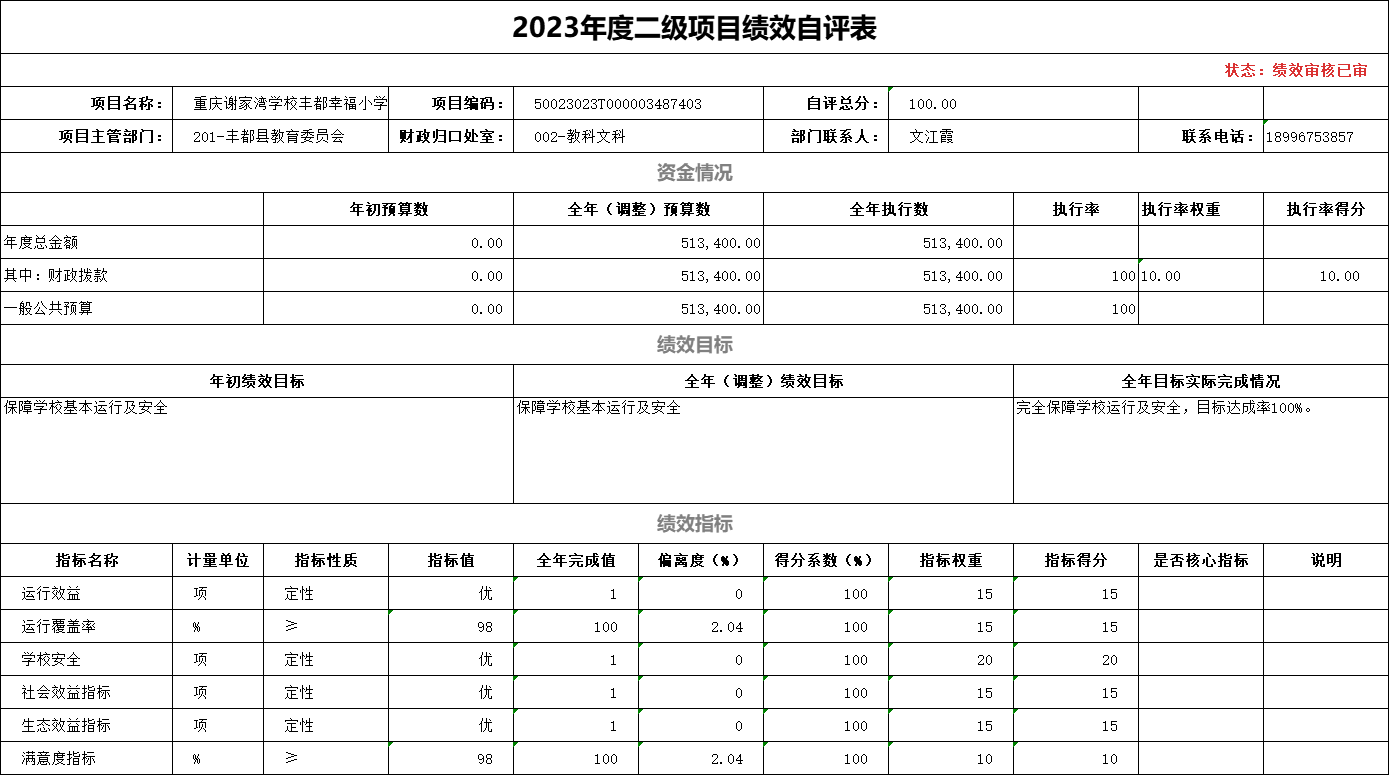 2023年度二级项目绩效自评表
状态：绩效审核已审
项目名称： 重庆谢家湾学校丰都幸福小学 项目编码： 50023023T000003487403 自评总分： 100.00
项目主管部门： 201-丰都县教育委员会 财政归口处室： 002-教科文科 部门联系人： 文江霞 联系电话： 18996753857
资金情况
年初预算数 全年（调整）预算数 全年执行数 执行率 执行率权重 执行率得分
年度总金额 0.00 513,400.00 513,400.00
其中：财政拨款 0.00 513,400.00 513,400.00 100 10.00 10.00
一般公共预算 0.00 513,400.00 513,400.00 100
绩效目标
年初绩效目标 全年（调整）绩效目标 全年目标实际完成情况
保障学校基本运行及安全 保障学校基本运行及安全 完全保障学校运行及安全，目标达成率100%。
绩效指标
指标名称 计量单位 指标性质 指标值 全年完成值 偏离度（%） 得分系数（%） 指标权重 指标得分 是否核心指标 说明
运行效益 项 定性 优 1 0 100 15 15
运行覆盖率 % ≥ 98 100 2.04 100 15 15
学校安全 项 定性 优 1 0 100 20 20
社会效益指标 项 定性 优 1 0 100 15 15
生态效益指标 项 定性 优 1 0 100 15 15
满意度指标 % ≥ 98 100 2.04 100 10 10